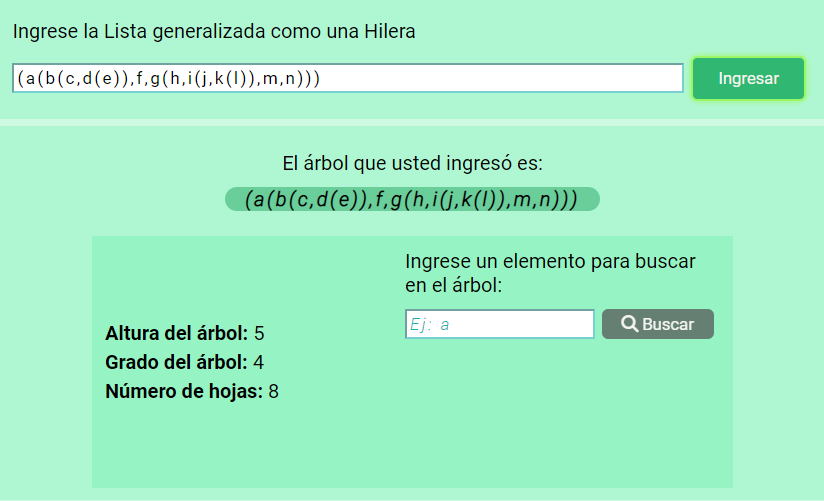 Ingrese la Lista generalizada como una Hilera
(a(b(c,d(e)),f,g(h,i(j,k(l)),m,n)))
Ingresar
El árbol que usted ingresó es:
(a(b(c,d(e)),f,g(h,i(j,k(l)),m,n)))
Ingrese un elemento para buscar
en el árbol:
Ej: a
Buscar
Altura del árbol: 5
Grado del árbol: 4
Número de hojas: 8